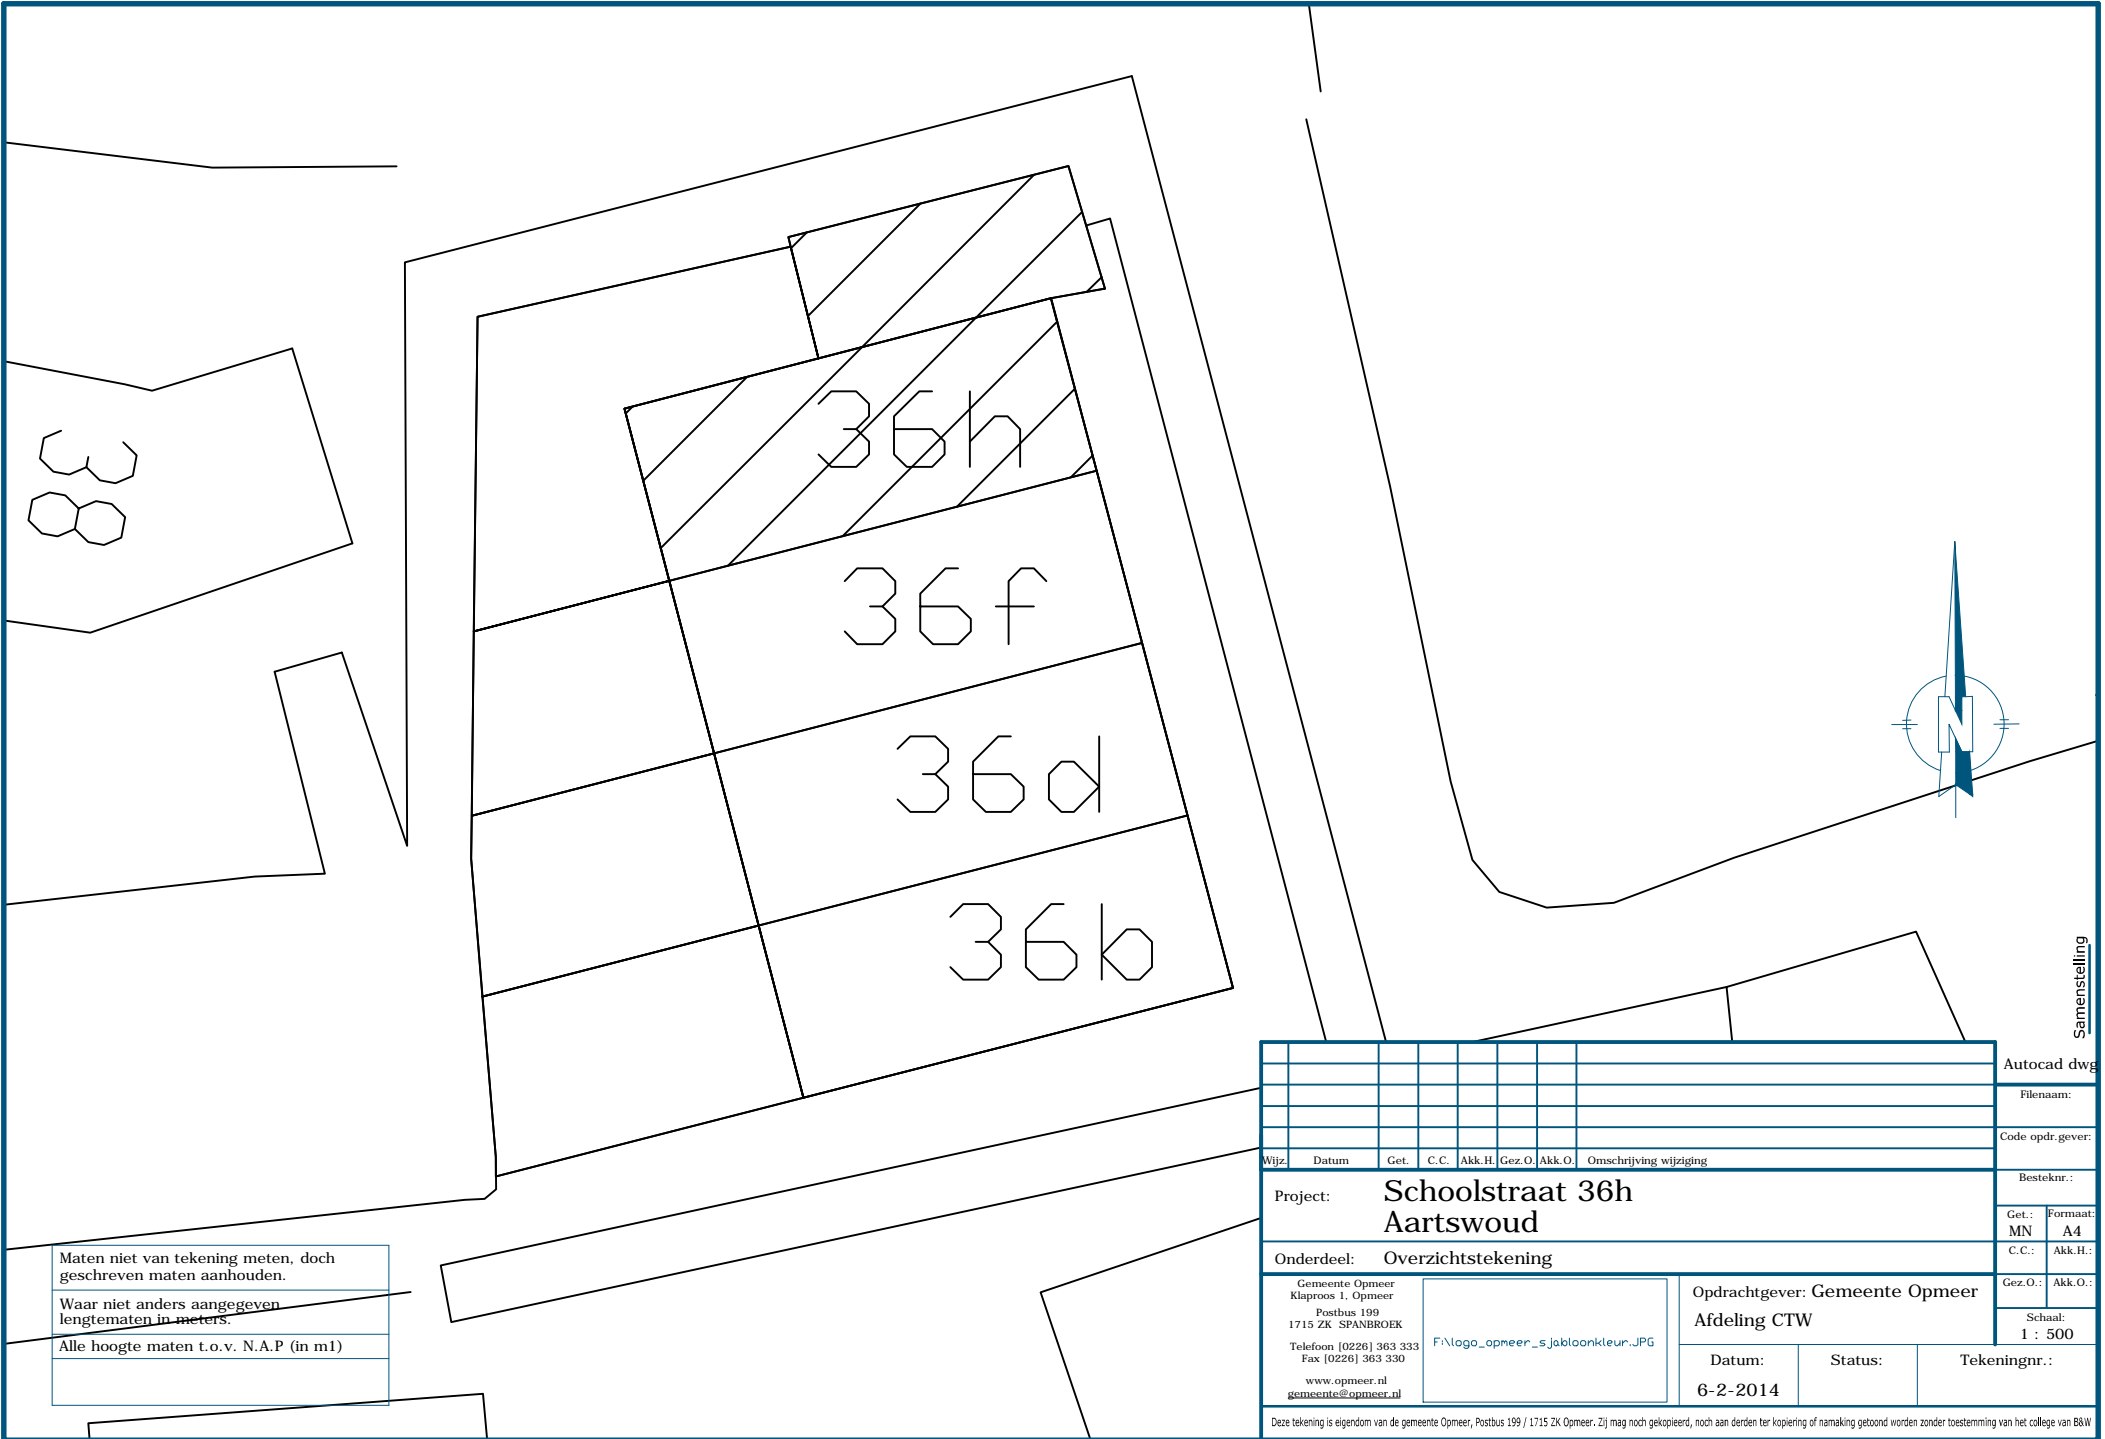 38
36h
36f
36d
36b
N
Samenstelling
Autocad dwg
Filenaam:
Code opdr.gever:
Besteknr.:
Get.: Formaat:
MN A4
C.C.: Akk.H.:
Gez.O.: Akk.O.:
Schaal:
1 : 500
Wijz. Datum Get. C.C. Akk.H. Gez.O. Akk.O. Omschrijving wijziging
Project: Schoolstraat 36h
Aartswoud
Onderdeel: Overzichtstekening
Gemeente Opmeer
Klaproos 1, Opmeer
Postbus 199
1715 ZK SPANBROEK
Telefoon [0226] 363 333
Fax [0226] 363 330
www.opmeer.nl
gemeente@opmeer.nl
F:\logo_opmeer_sjabloonkleur.JPG
Opdrachtgever: Gemeente Opmeer
Afdeling CTW
Datum: Status: Tekeningnr.:
6-2-2014
Deze tekening is eigendom van de gemeente Opmeer, Postbus 199 / 1715 ZK Opmeer. Zij mag noch gekopieerd, noch aan derden ter kopiering of namaking getoond worden zonder toestemming van het college van B&W
Maten niet van tekening meten, doch
geschreven maten aanhouden.
Waar niet anders aangegeven
lengtematen in meters.
Alle hoogte maten t.o.v. N.A.P (in m1)